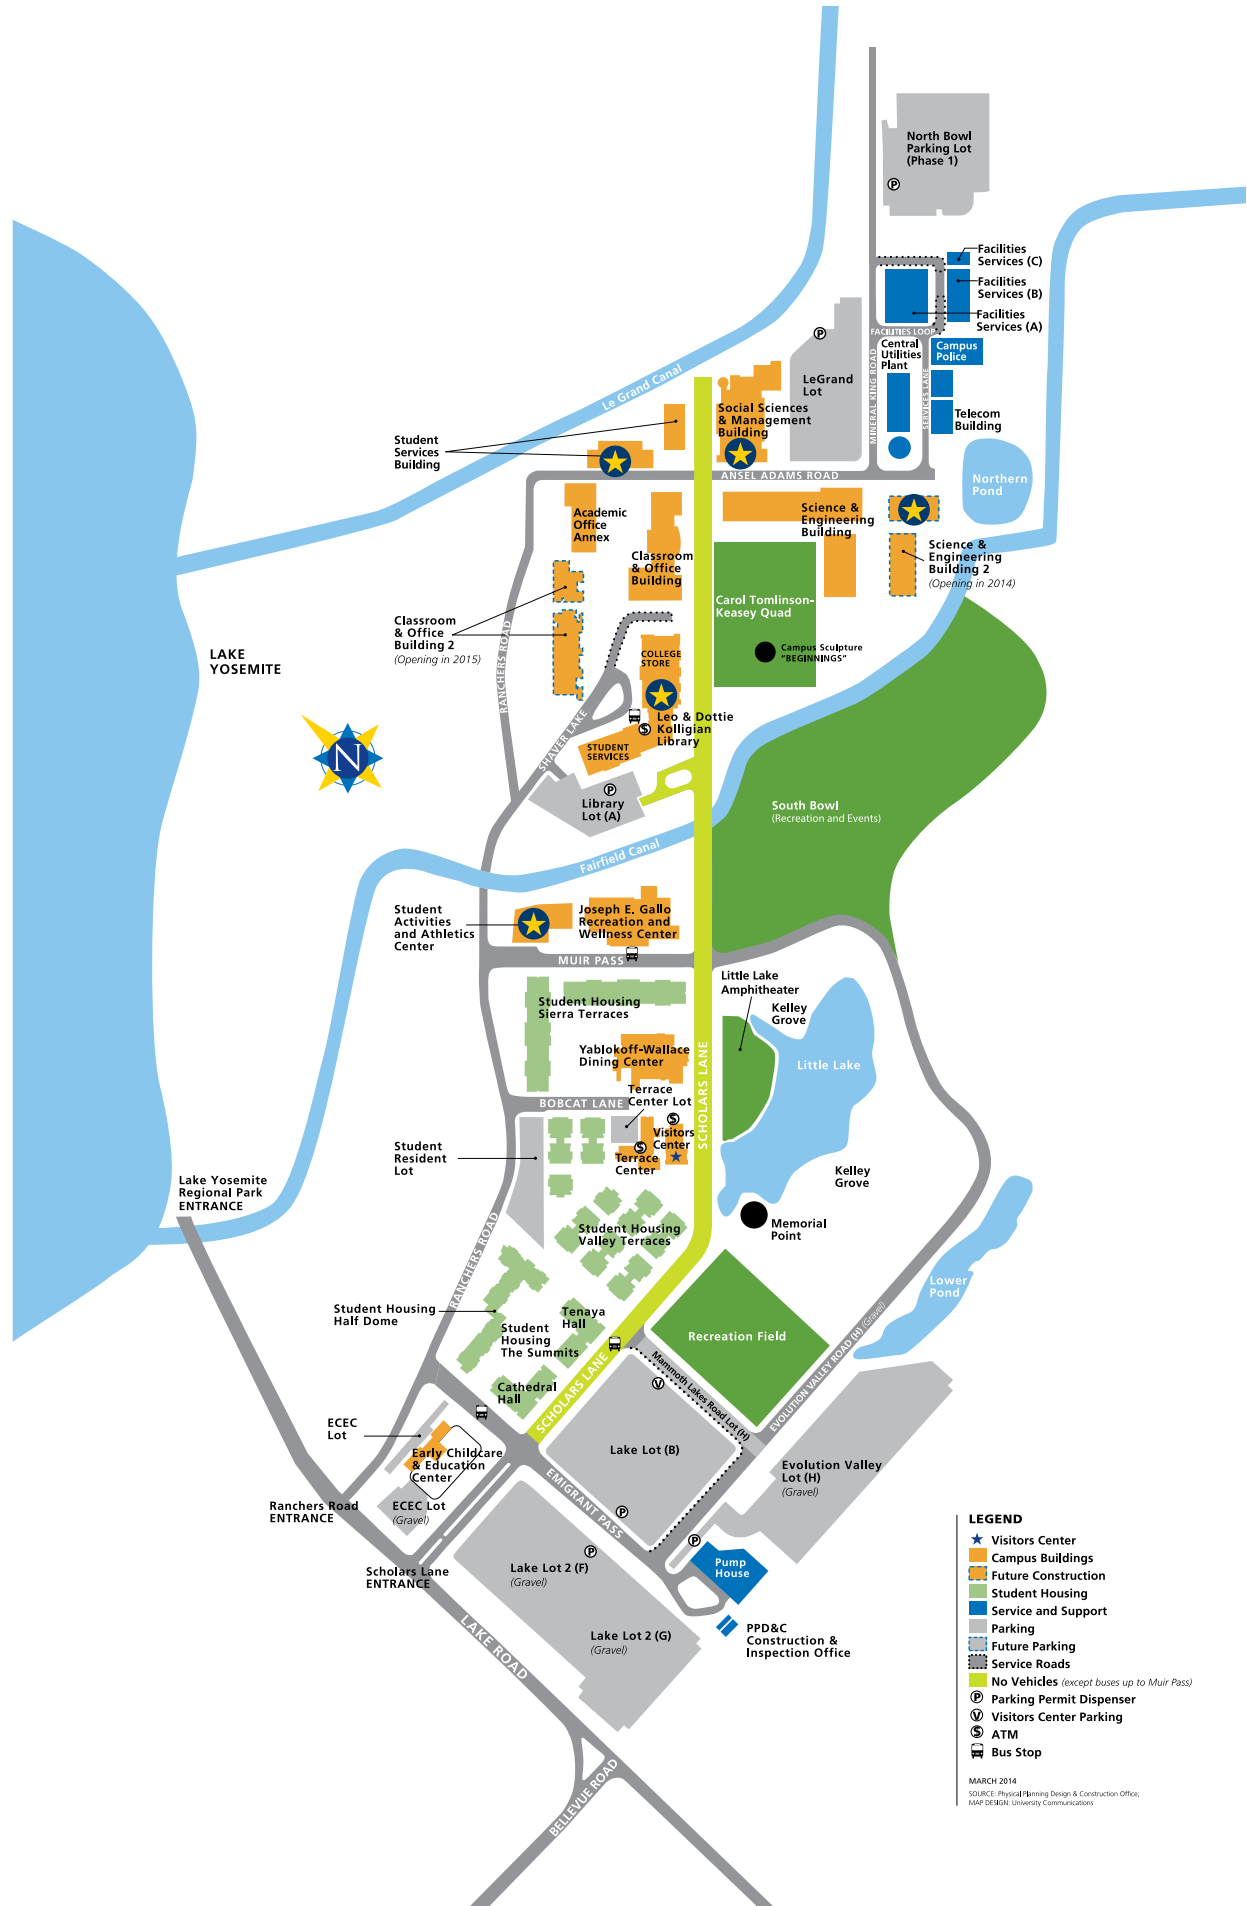 North Bowl
Parking Lot
(Phase 1)
P
Facilities
Services (C)
Facilities
Services (B)
Facilities
Services (A)
FACILITIES LOOP
Central
Utilities
Plant
Campus
Police
MINERAL KING ROAD
SERVICES LANE
Telecom
Building
P
LeGrand
Lot
Le Grand Canal
Social Sciences
& Management
Building
Student
Services
Building
ANSEL ADAMS ROAD
Northern
Pond
Academic
Office
Annex
Science &
Engineering
Building
Classroom
& Office
Building
Science &
Engineering
Building 2
(Opening in 2014)
Carol Tomlinson-
Keasey Quad
Classroom
& Office
Building 2
(Opening in 2015)
RANCHERS ROAD
COLLEGE
STORE
Campus Sculpture
"BEGINNINGS"
LAKE
YOSEMITE
N
SHAVER LAKE
S
Leo & Dottie
Kolligian
Library
STUDENT
SERVICES
P
Library
Lot (A)
South Bowl
(Recreation and Events)
Fairfield Canal
Student
Activities
and Athletics
Center
Joseph E. Gallo
Recreation and
Wellness Center
MUIR PASS
Little Lake
Amphitheater
Kelley
Grove
Student Housing
Sierra Terraces
Little Lake
Yablokoff-Wallace
Dining Center
SCHOLARS LANE
Terrace
Center Lot
BOBCAT LANE
S
Visitors
Center
S
Terrace
Center
Student
Resident
Lot
Kelley
Grove
Lake Yosemite
Regional Park
ENTRANCE
Memorial
Point
Student Housing
Valley Terraces
RANCHERS ROAD
Lower
Pond
Student Housing
Half Dome
Tenaya
Hall
Student
Housing
The Summits
Recreation Field
EVOLUTION VALLEY ROAD (H) (Gravel)
Mammoth Lakes Road Lot (H)
V
Cathedral
Hall
SCHOLARS LANE
ECEC
Lot
Early Childcare
& Education
Center
Lake Lot (B)
P
Evolution Valley
Lot (H)
(Gravel)
EMIGRANT PASS
Ranchers Road
ENTRANCE
ECEC Lot
(Gravel)
P
P
Pump
House
Scholars Lane
ENTRANCE
Lake Lot 2 (F)
(Gravel)
Lake Lot 2 (G)
(Gravel)
PPD&C
Construction &
Inspection Office
LAKE ROAD
BELLEVUE ROAD
LEGEND
Visitors Center
Campus Buildings
Future Construction
Student Housing
Service and Support
Parking
Future Parking
Service Roads
No Vehicles (except buses up to Muir Pass)
P Parking Permit Dispenser
V Visitors Center Parking
S ATM
Bus Stop
MARCH 2014
SOURCE: Physical Planning Design & Construction Office;
MAP DESIGN: University Communications